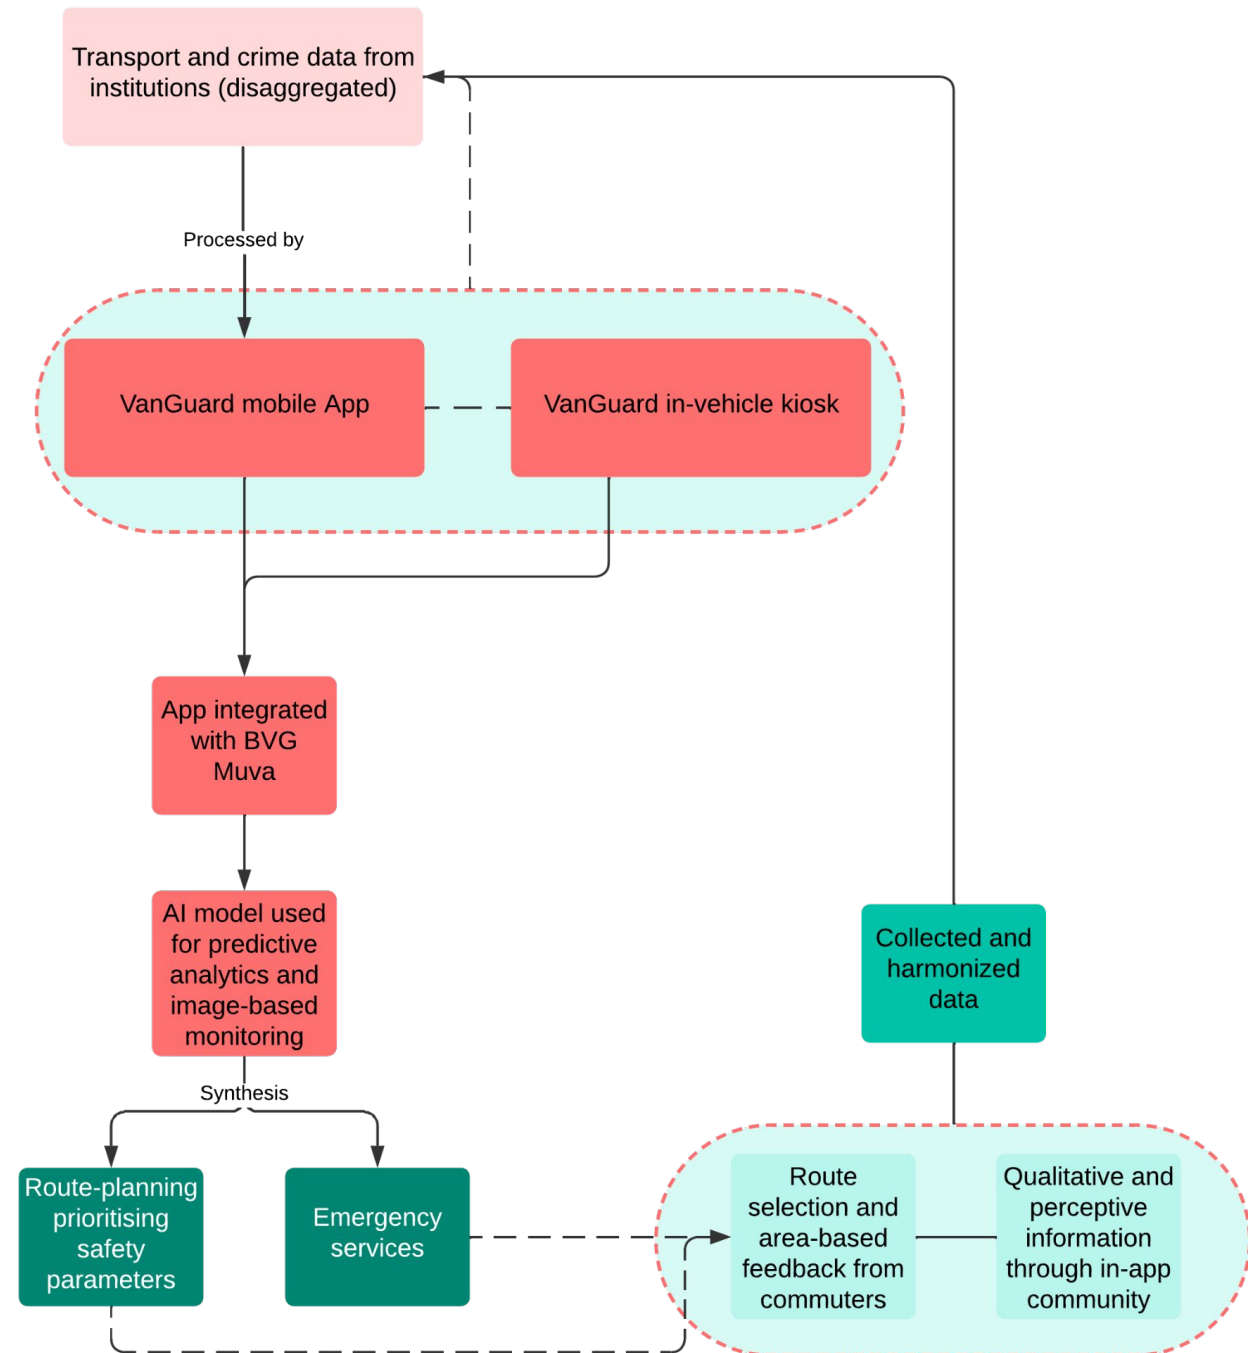 Transport and crime data from
institutions (disaggregated)
Processed by
VanGuard mobile App
VanGuard in-vehicle kiosk
App integrated
with BVG
Muva
AI model used
for predictive
analytics and
image-based
monitoring
Collected and
harmonized
data
Synthesis
Route-planning
prioritising
safety
parameters
Emergency
services
Route
selection and
area-based
feedback from
commuters
Qualitative and
perceptive
information
through in-app
community